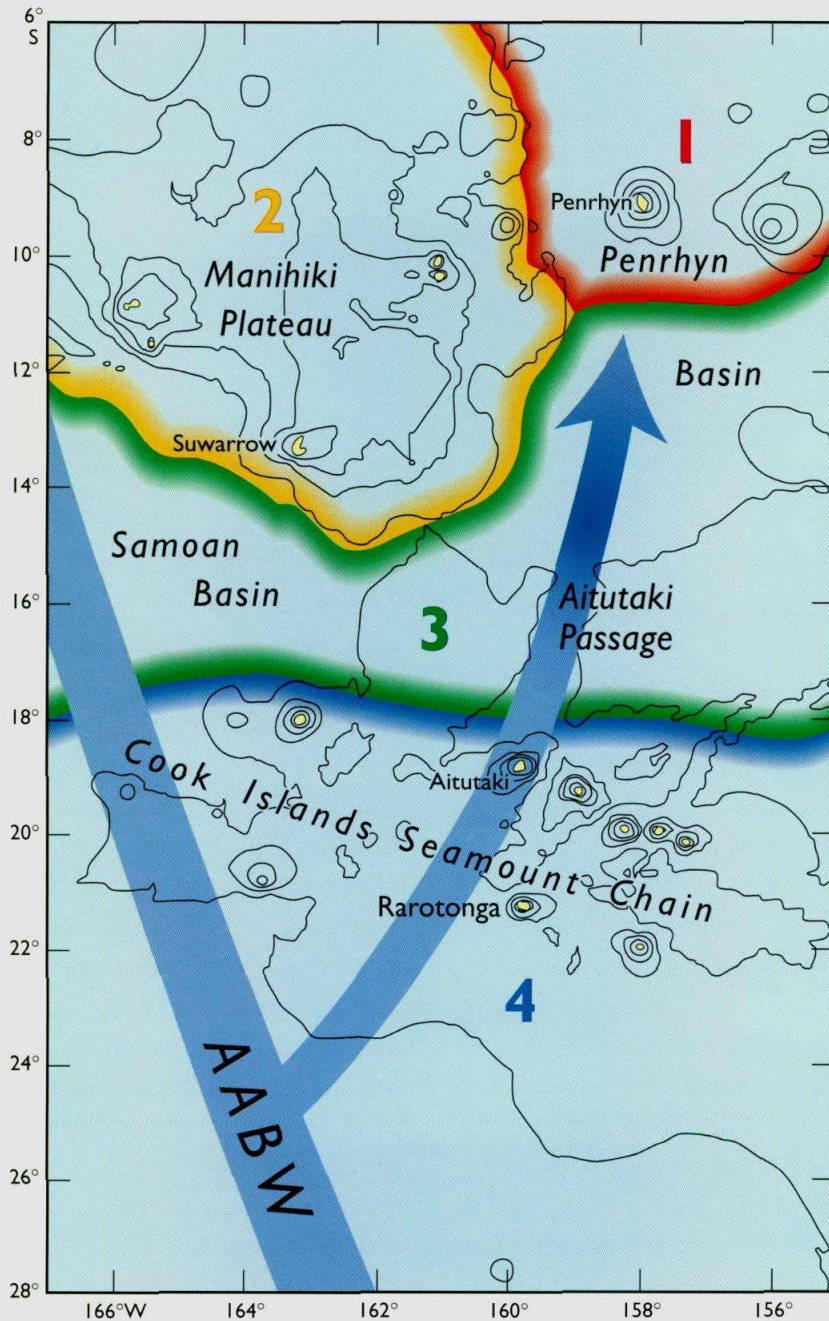 6°
S
8°
10°
12°
14°
16°
18°
20°
22°
24°
26°
28°
166°W
164°
162°
160°
158°
156°
1
Penrhyn
Penrhyn
Basin
2
Manihiki
Plateau
Suwarrow
Samoan
Basin
3
Aitutaki
Passage
Cook Islands Seamount Chain
Aitutaki
Rarotonga
4
AABW